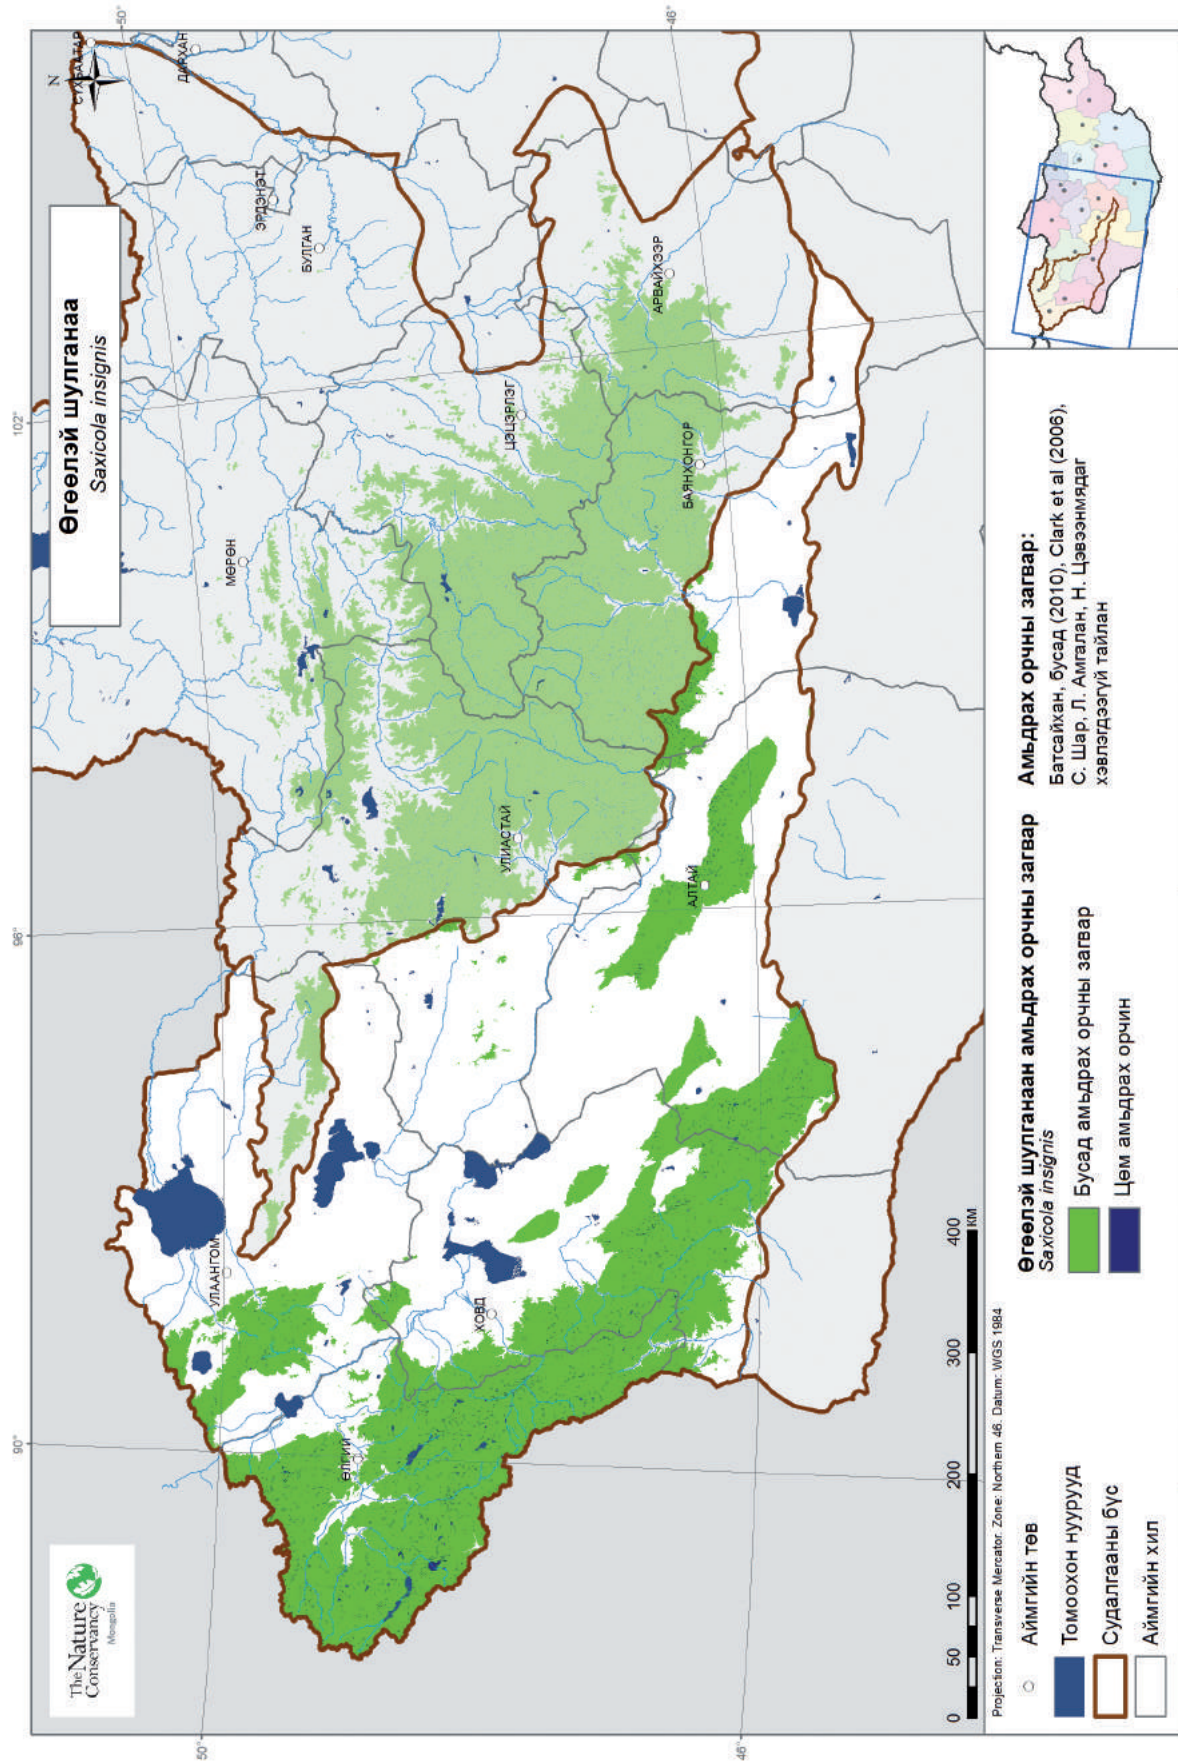 Өгөөлэй шулганаа
Saxicola insignis
The Nature
Conservancy
Mongolia
N
90°
96°
102°
50°
46°
50°
46°
СҮХБААТАР
ДАРХАН
ЭРДЭНЭТ
БУЛГАН
МӨРӨН
УЛААНГОМ
ӨЛГИЙ
ХОВД
УЛИАСТАЙ
ЦЭЦЭРЛЭГ
АРВАЙХЭЭР
БАЯНХОНГОР
АЛТАЙ
0 50 100 200 300 400
КМ
Projection: Transverse Mercator. Zone: Northern 46. Datum: WGS 1984
Аймгийн төв
Томоохон нуурууд
Судалгааны бүс
Аймгийн хил
Өгөөлэй шулганаан амьдрах орчны загвар
Saxicola insignis
Бусад амьдрах орчны загвар
Цөм амьдрах орчин
Амьдрах орчны загвар:
Батсайхан, бусад (2010), Clark et al (2006),
С. Шар, Л. Амгалан, Н. Цэвээнмядаг
хэвлэгдээгүй тайлан